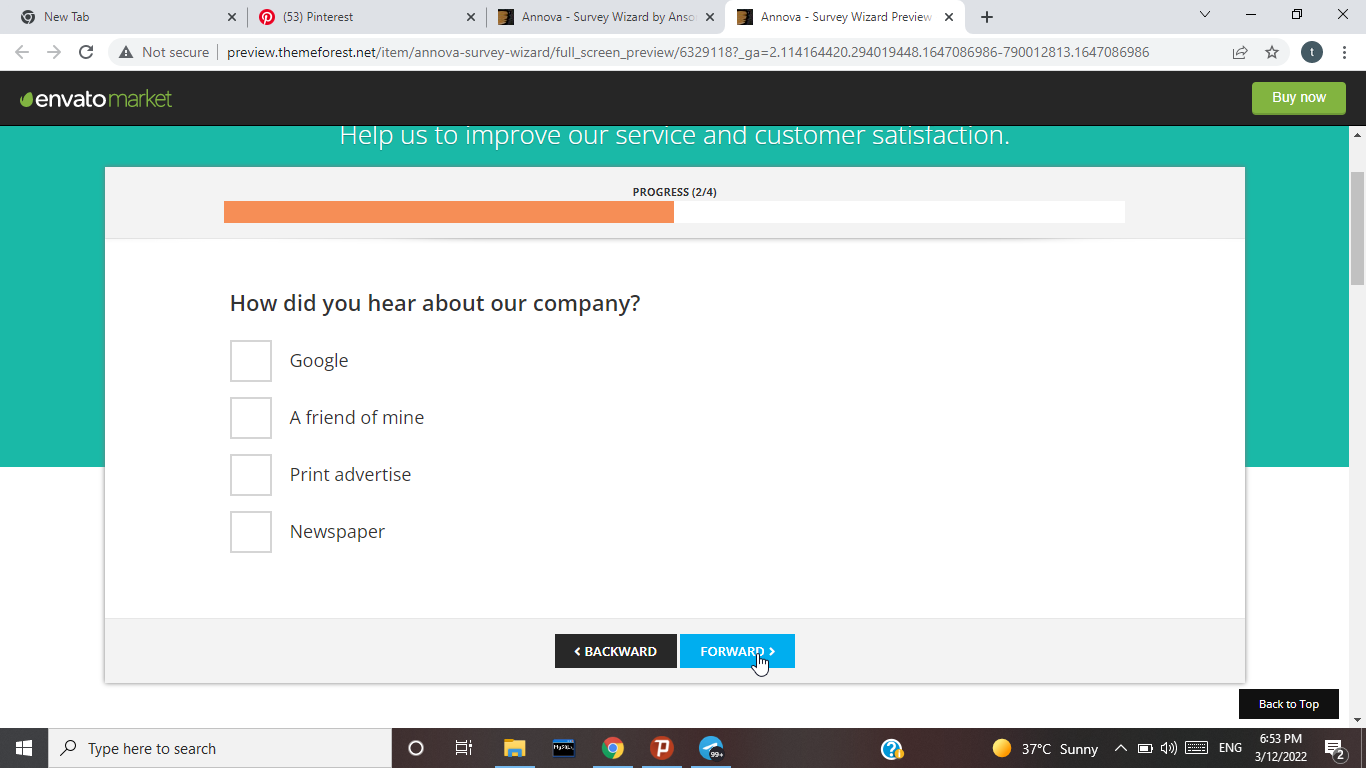 New Tab
(53) Pinterest
Annova - Survey Wizard by Anso
Annova - Survey Wizard Preview
Not secure
preview.themeforest.net/item/annova-survey-wizard/full_screen_preview/6329118?_ga=2.114164420.294019448.1647086986-790012813.1647086986
t
envato market
Buy now
Help us to improve our service and customer satisfaction.
PROGRESS (2/4)
How did you hear about our company?
Google
A friend of mine
Print advertise
Newspaper
BACKWARD
FORWARD
Back to Top
Type here to search
MySQL
99+
37°C Sunny
ENG
6:53 PM
3/12/2022
2